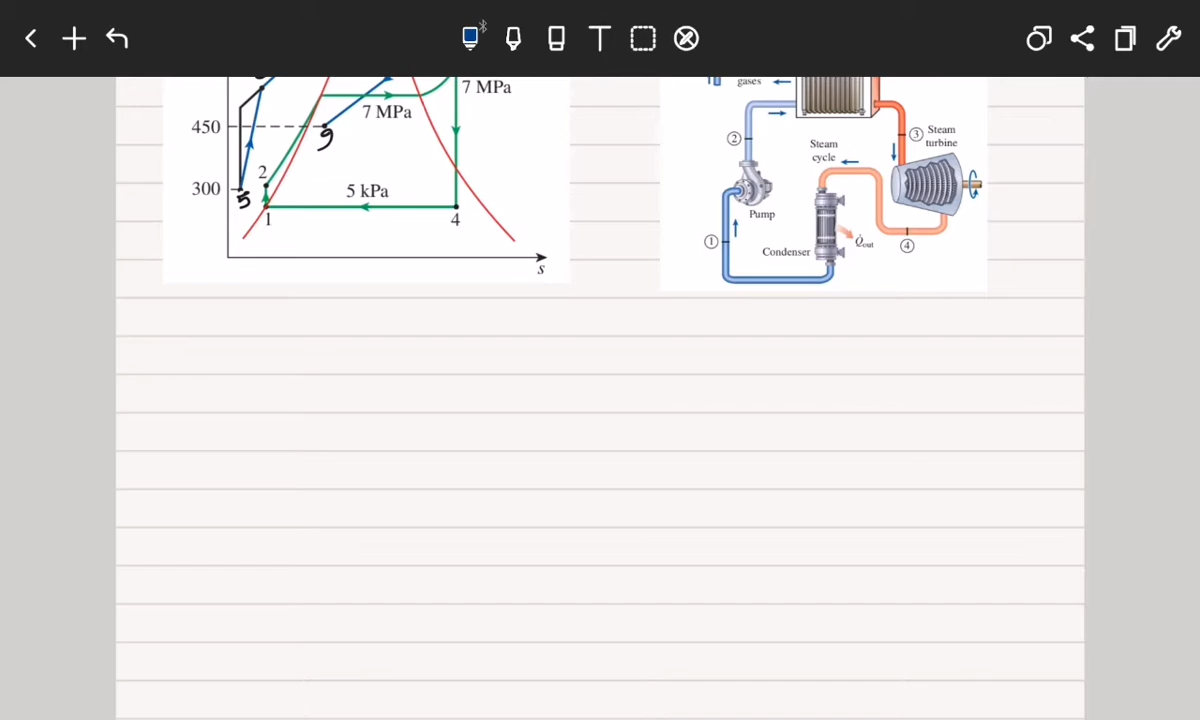 7 MPa
7 MPa
450
9
2
300
5
5 kPa
1
4
s
gases
2
3 Steam turbine
Steam cycle
Pump
1
Condenser
Q̇out
4